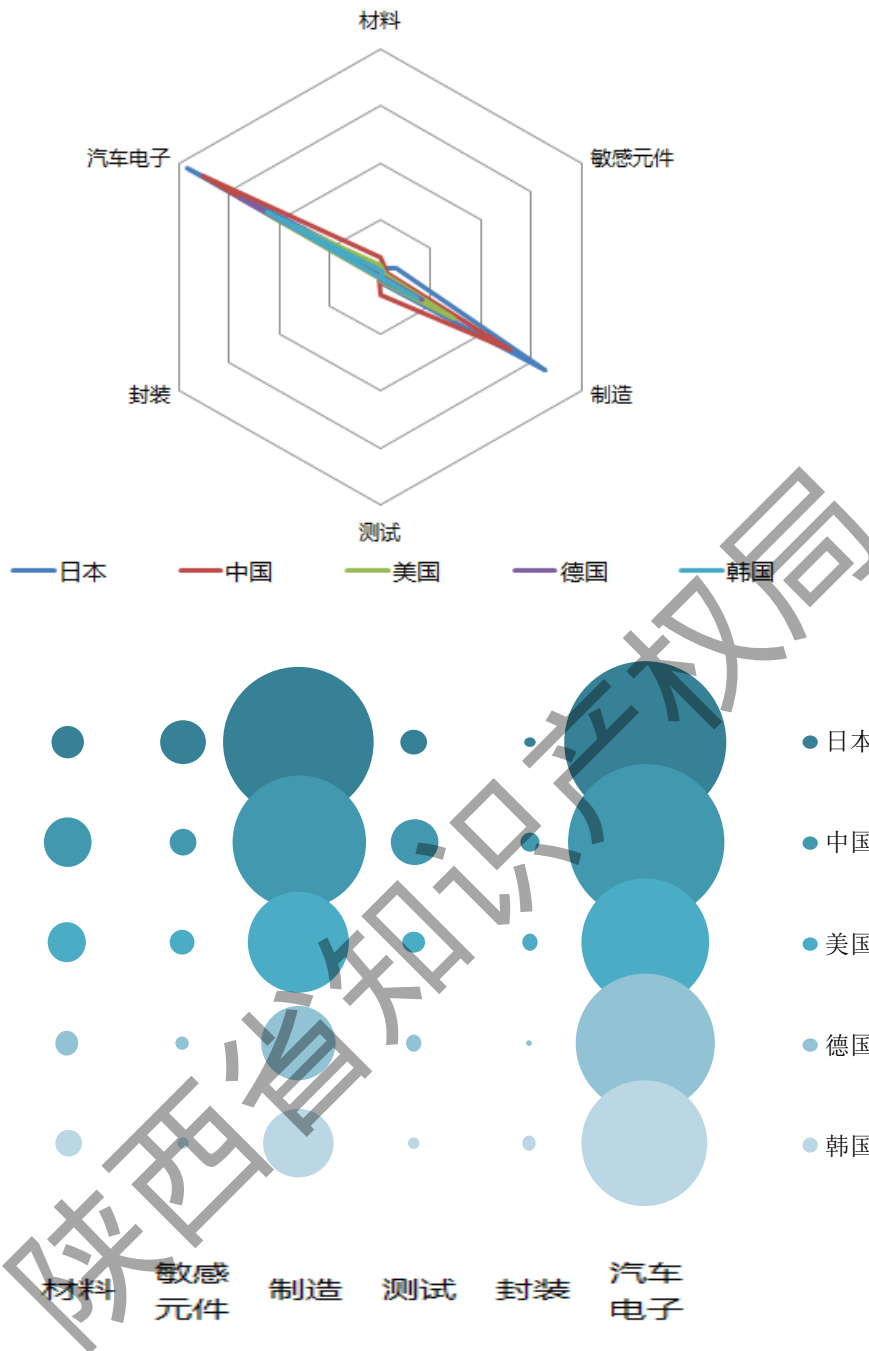 材料
汽车电子
敏感元件
封装
制造
测试
日本 中国 美国 德国 韩国
日本
中国
美国
德国
韩国
材料 敏感元件 制造 测试 封装 汽车电子
陕西省知识产权局